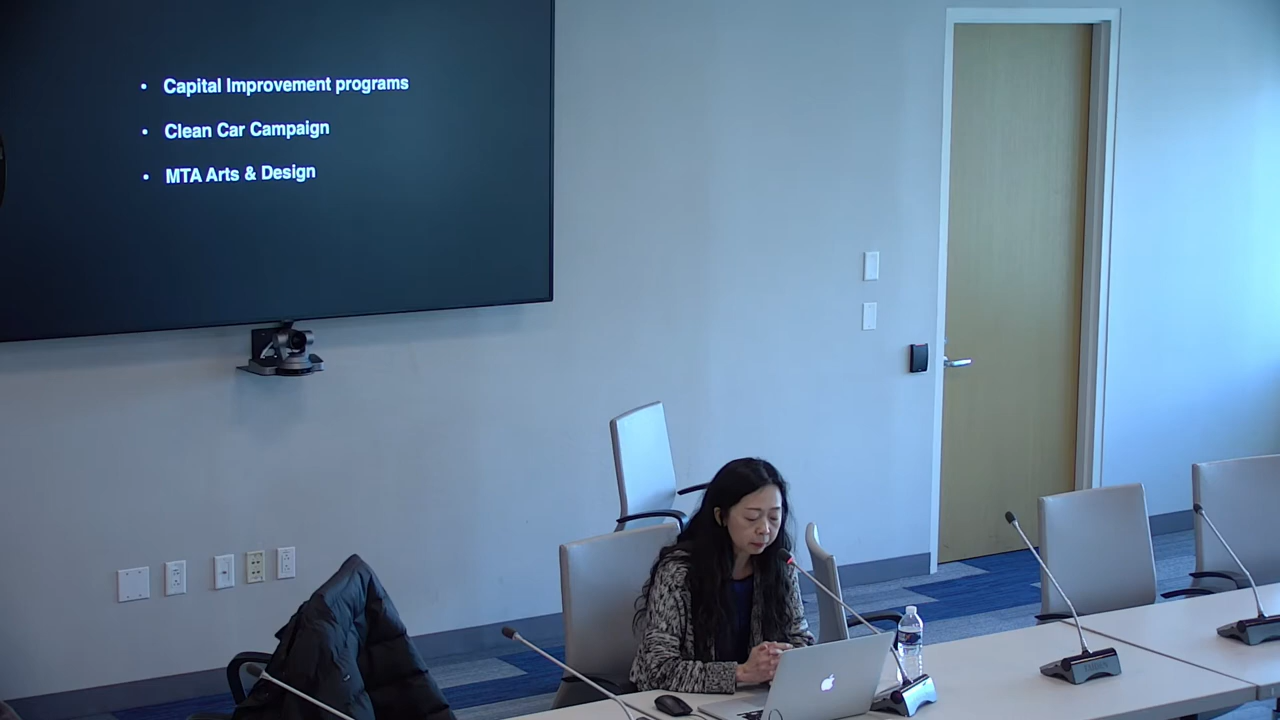 • Capital Improvement programs
• Clean Car Campaign
• MTA Arts & Design